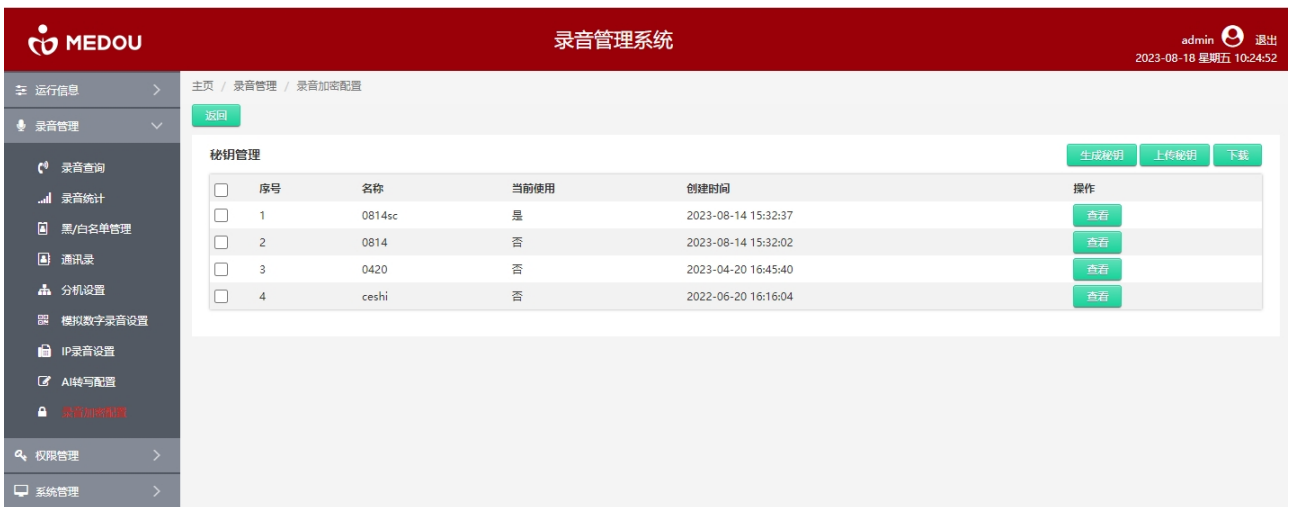 MEDOU
录音管理系统
admin 退出
2023-08-18 星期五 10:24:52
运行信息
录音管理
录音查询
录音统计
黑/白名单管理
通讯录
分机设置
模拟数字录音设置
IP录音设置
AI转写配置
录音加密配置
权限管理
系统管理
主页 / 录音管理 / 录音加密配置
返回
秘钥管理 生成秘钥 上传秘钥 下载
序号 名称 当前使用 创建时间 操作
1 0814sc 是 2023-08-14 15:32:37 查看
2 0814 否 2023-08-14 15:32:02 查看
3 0420 否 2023-04-20 16:45:40 查看
4 ceshi 否 2022-06-20 16:16:04 查看